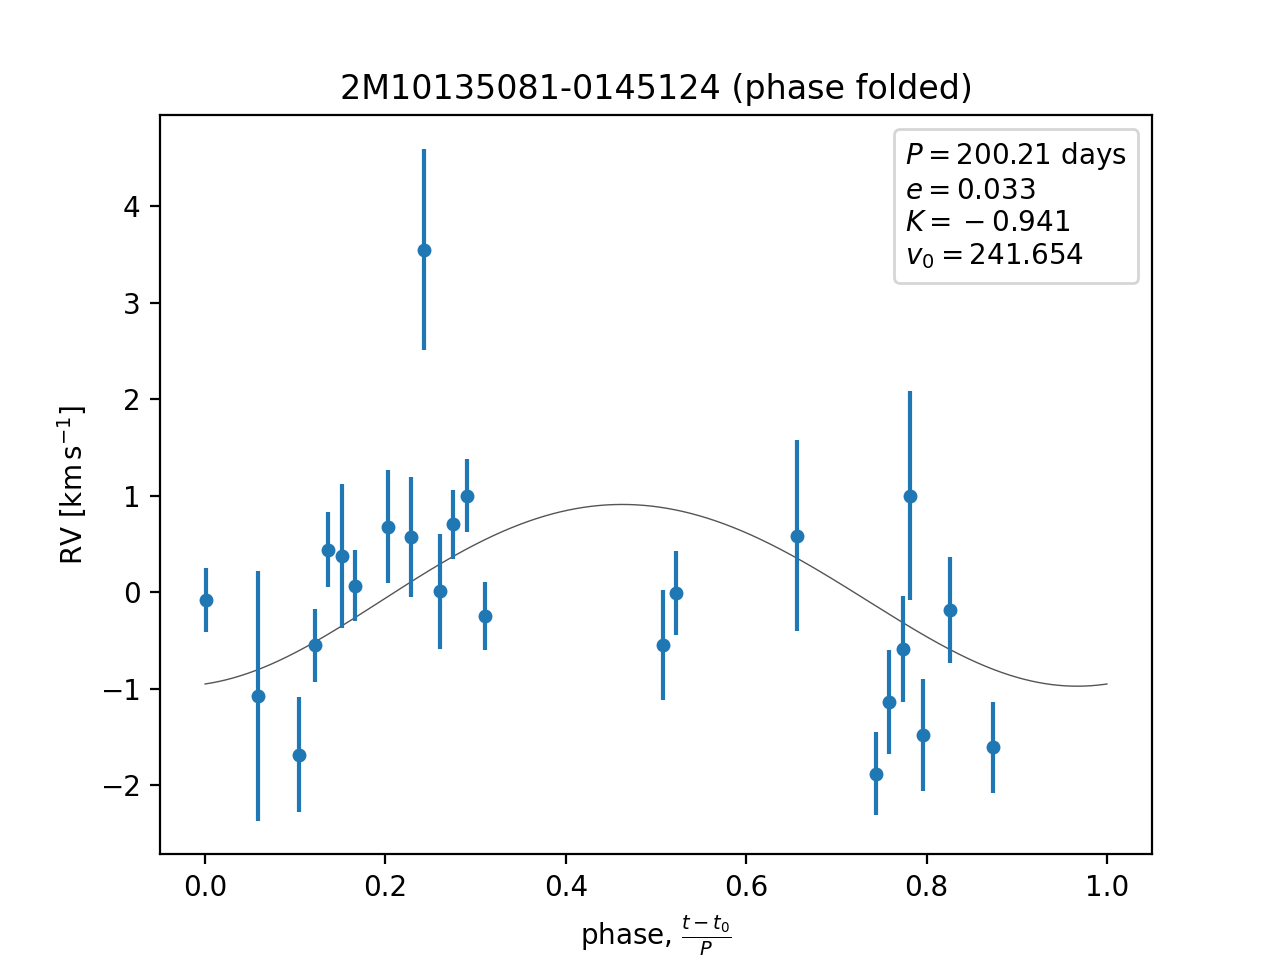 2M10135081-0145124 (phase folded)
P = 200.21 days
e = 0.033
K = −0.941
v₀ = 241.654
RV [km s⁻¹]
4
3
2
1
0
−1
−2
0.0 0.2 0.4 0.6 0.8 1.0
phase, (t − t₀)/P